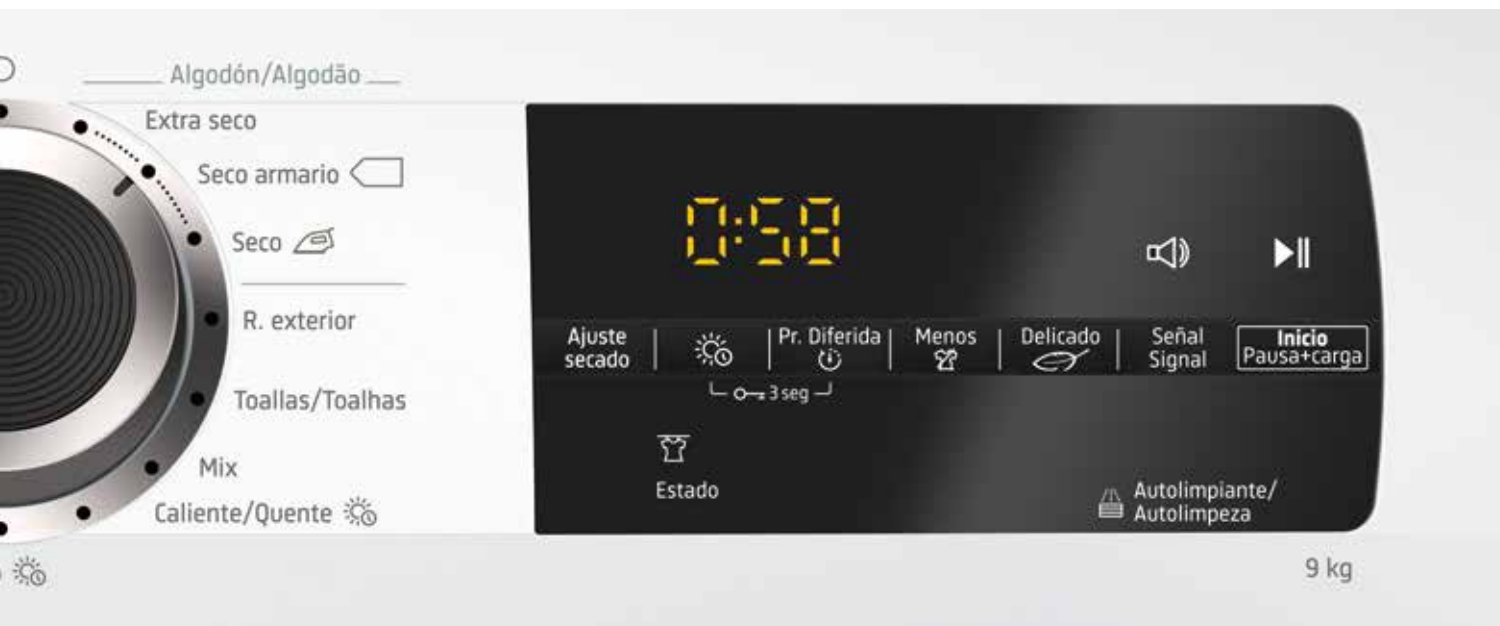 Algodón/Algodão
Extra seco
Seco armario
Seco
R. exterior
Toallas/Toalhas
Mix
Caliente/Quente
0:58
Ajuste
secado
Pr. Diferida
Menos
Delicado
Señal
Signal
Inicio
Pausa+carga
3 seg
Estado
Autolimpiante/
Autolimpeza
9 kg